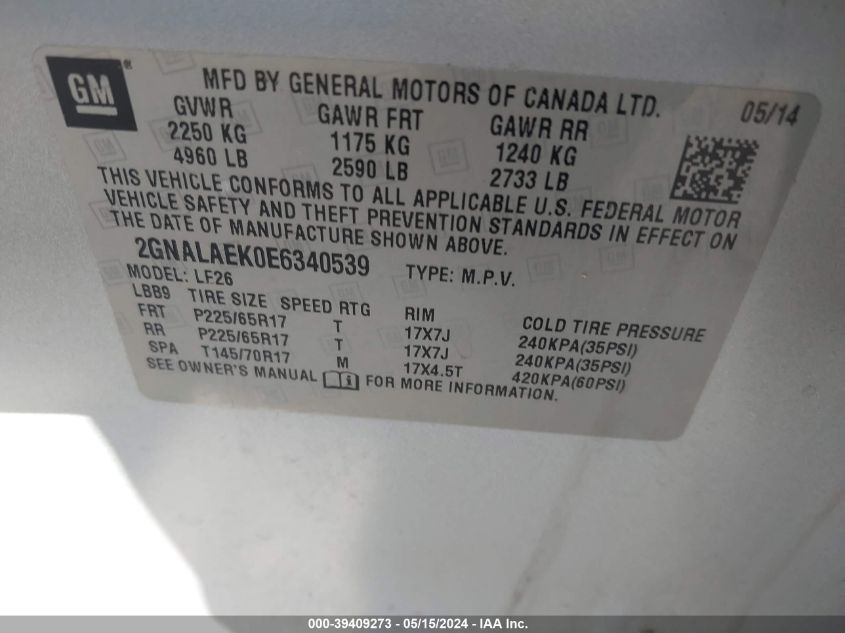 GM ®
MFD BY GENERAL MOTORS OF CANADA LTD. 05/14
GVWR GAWR FRT GAWR RR
2250 KG 1175 KG 1240 KG
4960 LB 2590 LB 2733 LB
THIS VEHICLE CONFORMS TO ALL APPLICABLE U.S. FEDERAL MOTOR
VEHICLE SAFETY AND THEFT PREVENTION STANDARDS IN EFFECT ON
THE DATE OF MANUFACTURE SHOWN ABOVE.
2GNALAEK0E6340539 TYPE: M.P.V.
MODEL: LF26
LBB9 TIRE SIZE SPEED RTG RIM COLD TIRE PRESSURE
FRT P225/65R17 T 17X7J 240KPA(35PSI)
RR P225/65R17 T 17X7J 240KPA(35PSI)
SPA T145/70R17 M 17X4.5T 420KPA(60PSI)
SEE OWNER'S MANUAL FOR MORE INFORMATION.
000-39409273 - 05/15/2024 - IAA Inc.